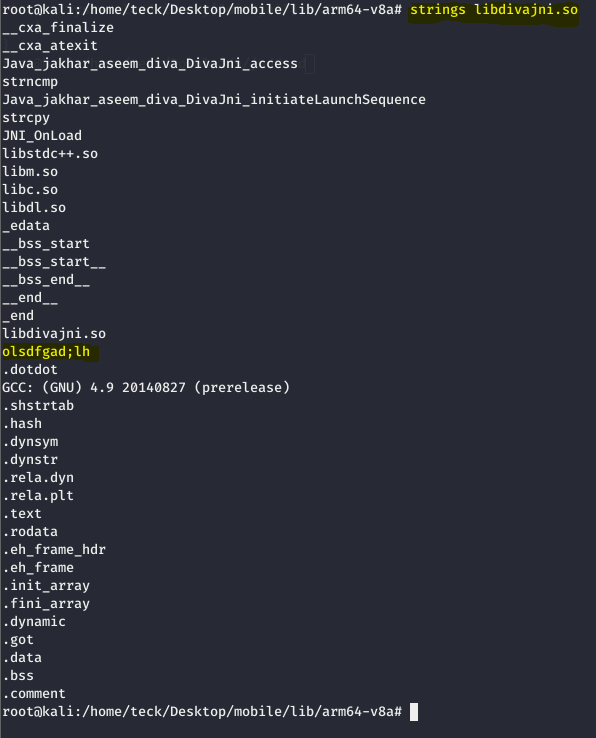 root@kali:/home/teck/Desktop/mobile/lib/arm64-v8a# strings libdivajni.so
__cxa_finalize
__cxa_atexit
Java_jakhar_aseem_diva_DivaJni_access
strncmp
Java_jakhar_aseem_diva_DivaJni_initiateLaunchSequence
strcpy
JNI_OnLoad
libstdc++.so
libm.so
libc.so
libdl.so
_edata
__bss_start
__bss_start__
__bss_end__
__end__
_end
libdivajni.so
olsdfgad;lh
.dotdot
GCC: (GNU) 4.9 20140827 (prerelease)
.shstrtab
.hash
.dynsym
.dynstr
.rela.dyn
.rela.plt
.text
.rodata
.eh_frame_hdr
.eh_frame
.init_array
.fini_array
.dynamic
.got
.data
.bss
.comment
root@kali:/home/teck/Desktop/mobile/lib/arm64-v8a#